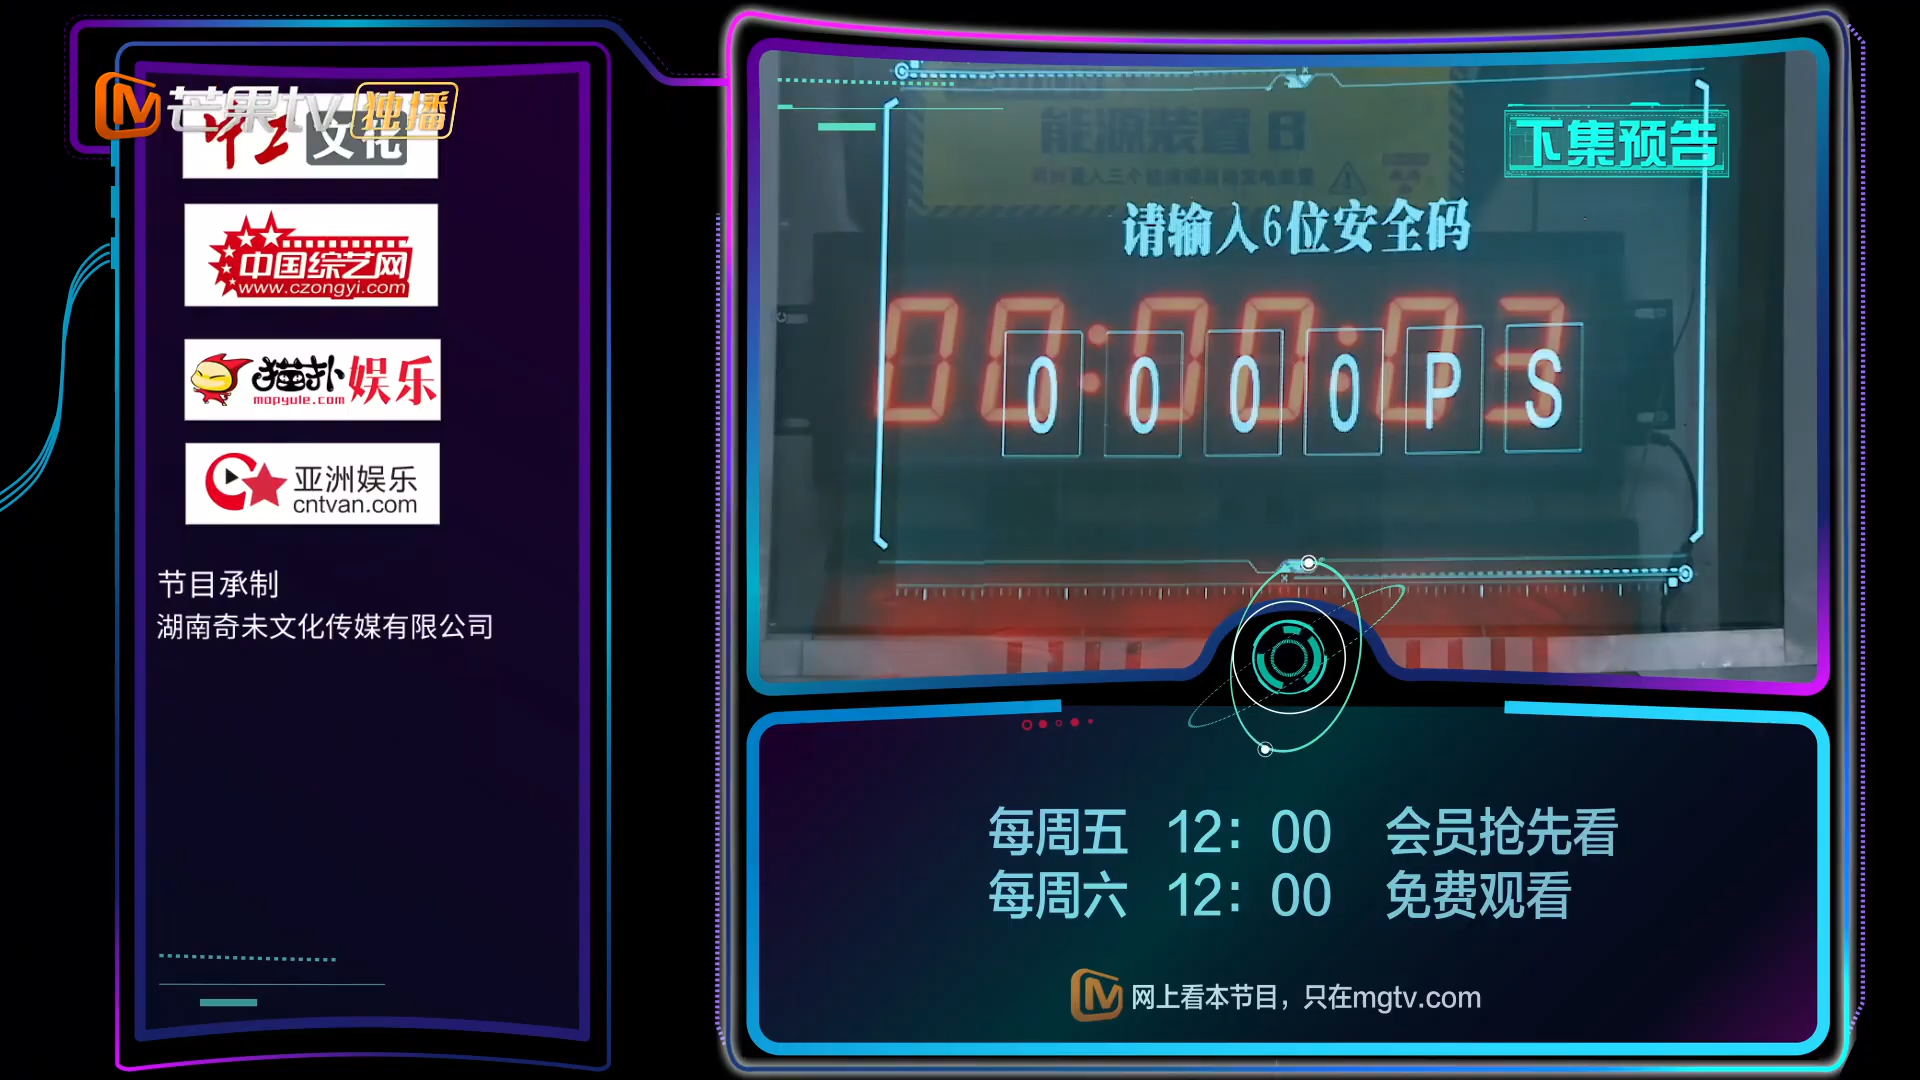 芒果tv 独播
文化
中国综艺网
www.czongyi.com
猫扑 娱乐
mopyule.com
亚洲娱乐
cntvan.com
节目承制
湖南奇未文化传媒有限公司
下集预告
能源装置 B
请输入6位安全码
00:00:03
0 0 0 0 P S
每周五 12：00 会员抢先看
每周六 12：00 免费观看
网上看本节目，只在mgtv.com